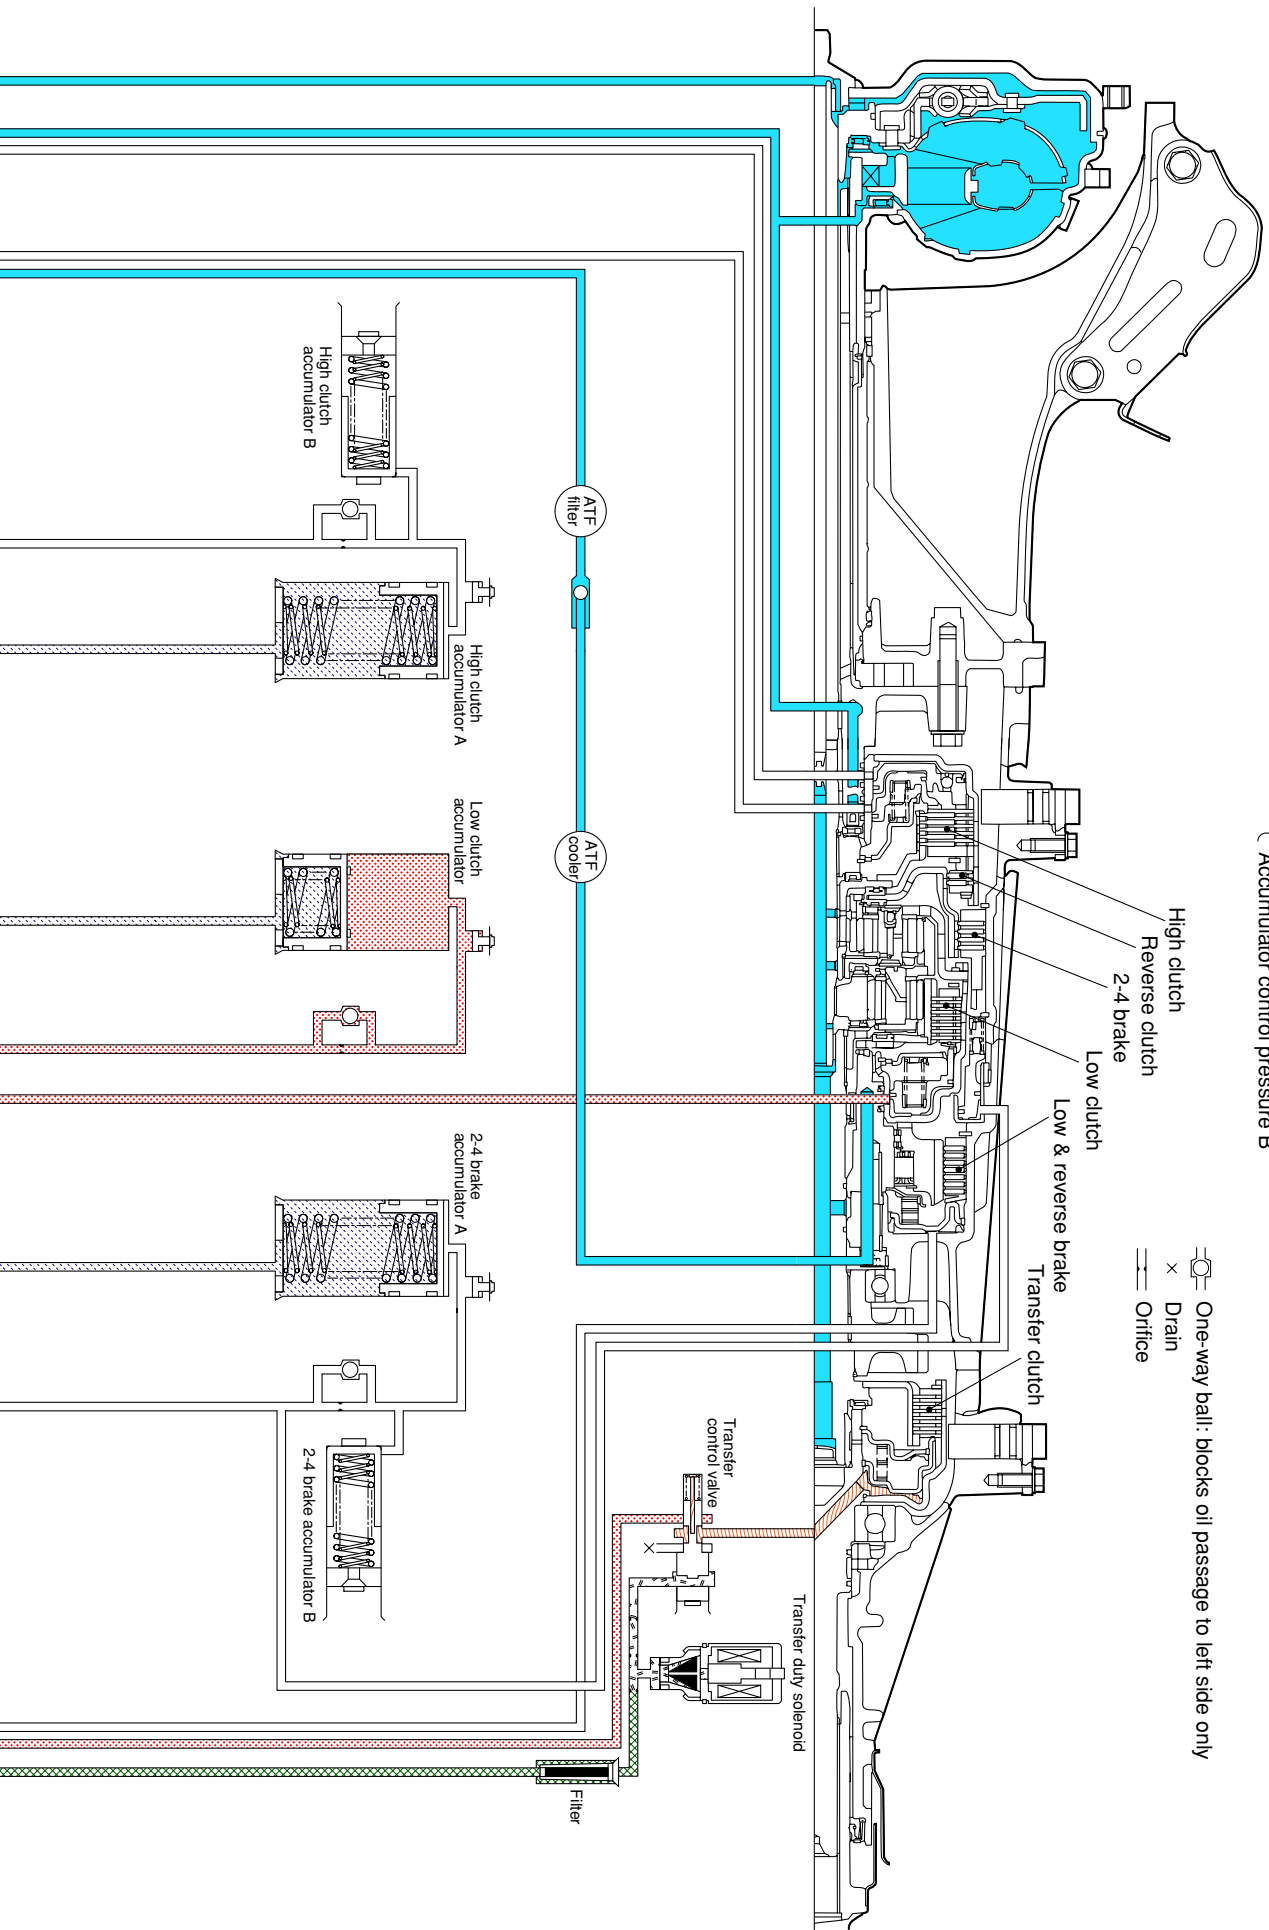 Accumulator control pressure B
One-way ball: blocks oil passage to left side only
× Drain
Orifice
High clutch
Reverse clutch
2-4 brake
Low clutch
Low & reverse brake
Transfer clutch
Transfer duty solenoid
Transfer
control valve
ATF
filter
ATF
cooler
Filter
High clutch
accumulator A
Low clutch
accumulator
2-4 brake
accumulator A
High clutch
accumulator B
2-4 brake accumulator B